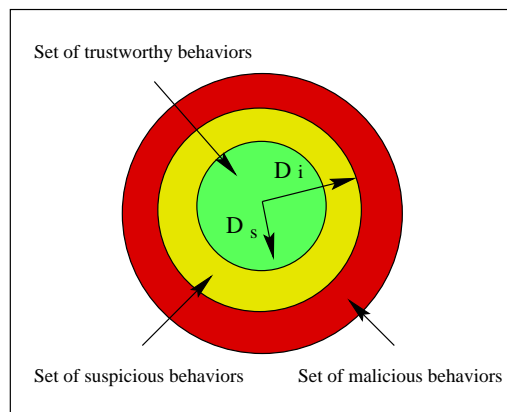 Set of trustworthy behaviors
D i
D s
Set of suspicious behaviors
Set of malicious behaviors